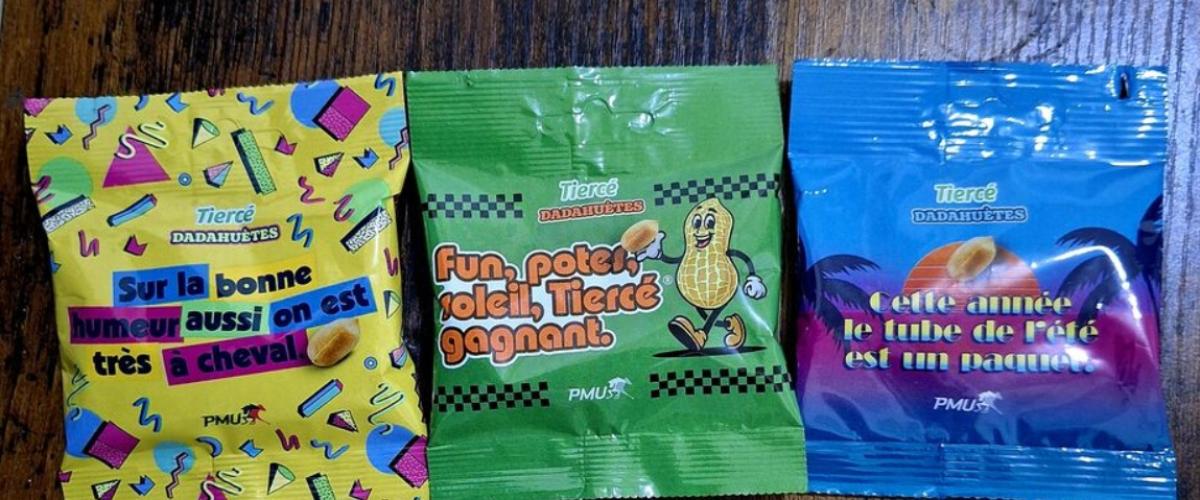 Tiercé
DADAHUÈTES
Sur la bonne
humeur aussi on est
très à cheval.
PMU
Tiercé
DADAHUÈTES
Fun, potes,
soleil, Tiercé®
gagnant.
PMU
Tiercé
DADAHUÈTES
Cette année
le tube de l'été
est un paquet.
PMU